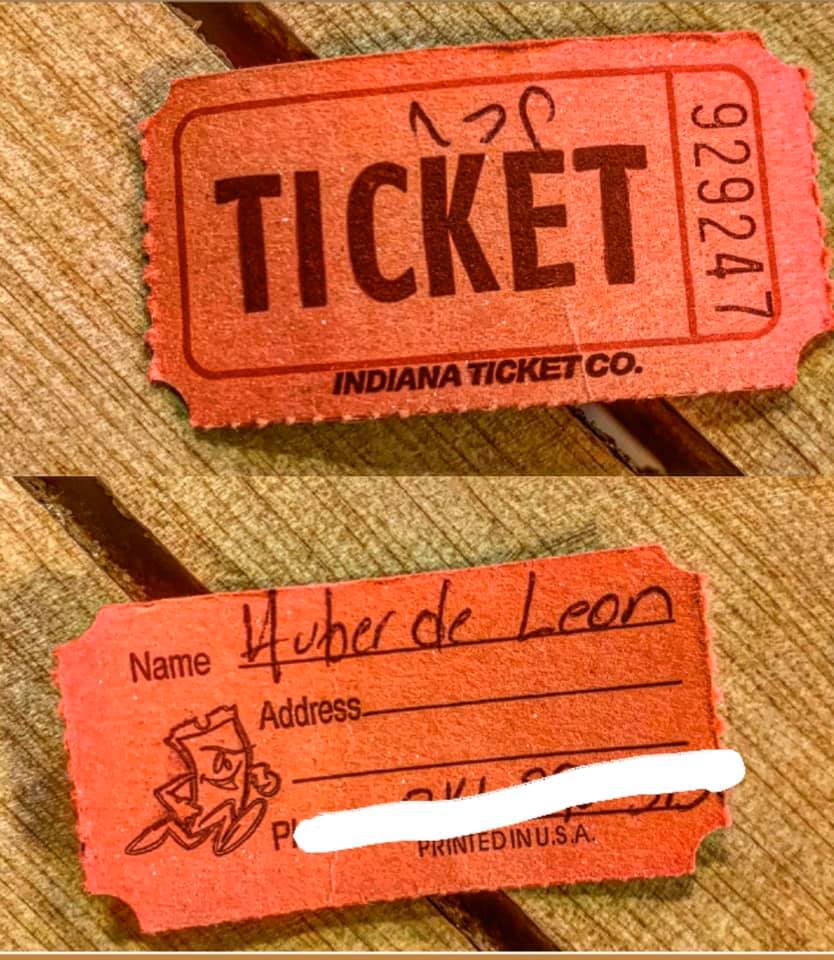 TICKET
929247
INDIANA TICKET CO.
Name Huber de Leon
Address
PRINTED IN U.S.A.